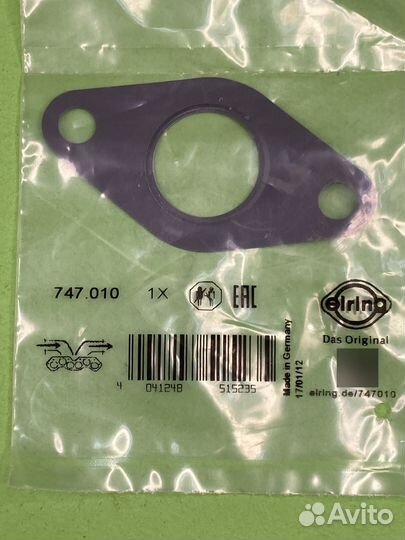 747.010 1X EAC elring
Das Original
4 041248 515235
Made in Germany
17/01/12
elring.de/747010
Avito